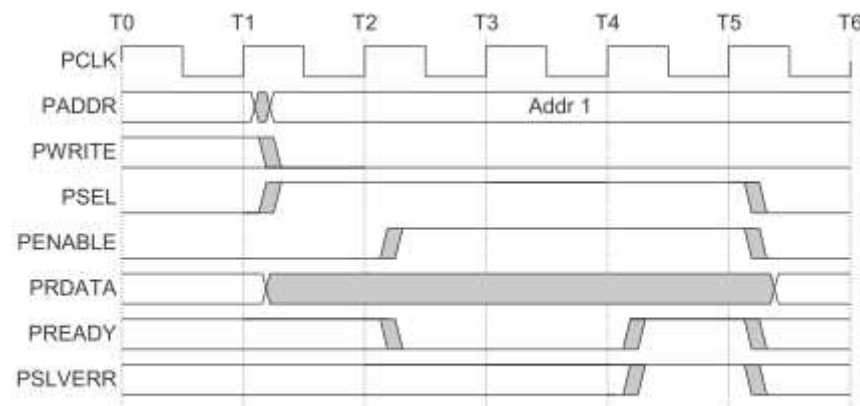 T0 T1 T2 T3 T4 T5 T6
PCLK
PADDR Addr 1
PWRITE
PSEL
PENABLE
PRDATA
PREADY
PSLVERR